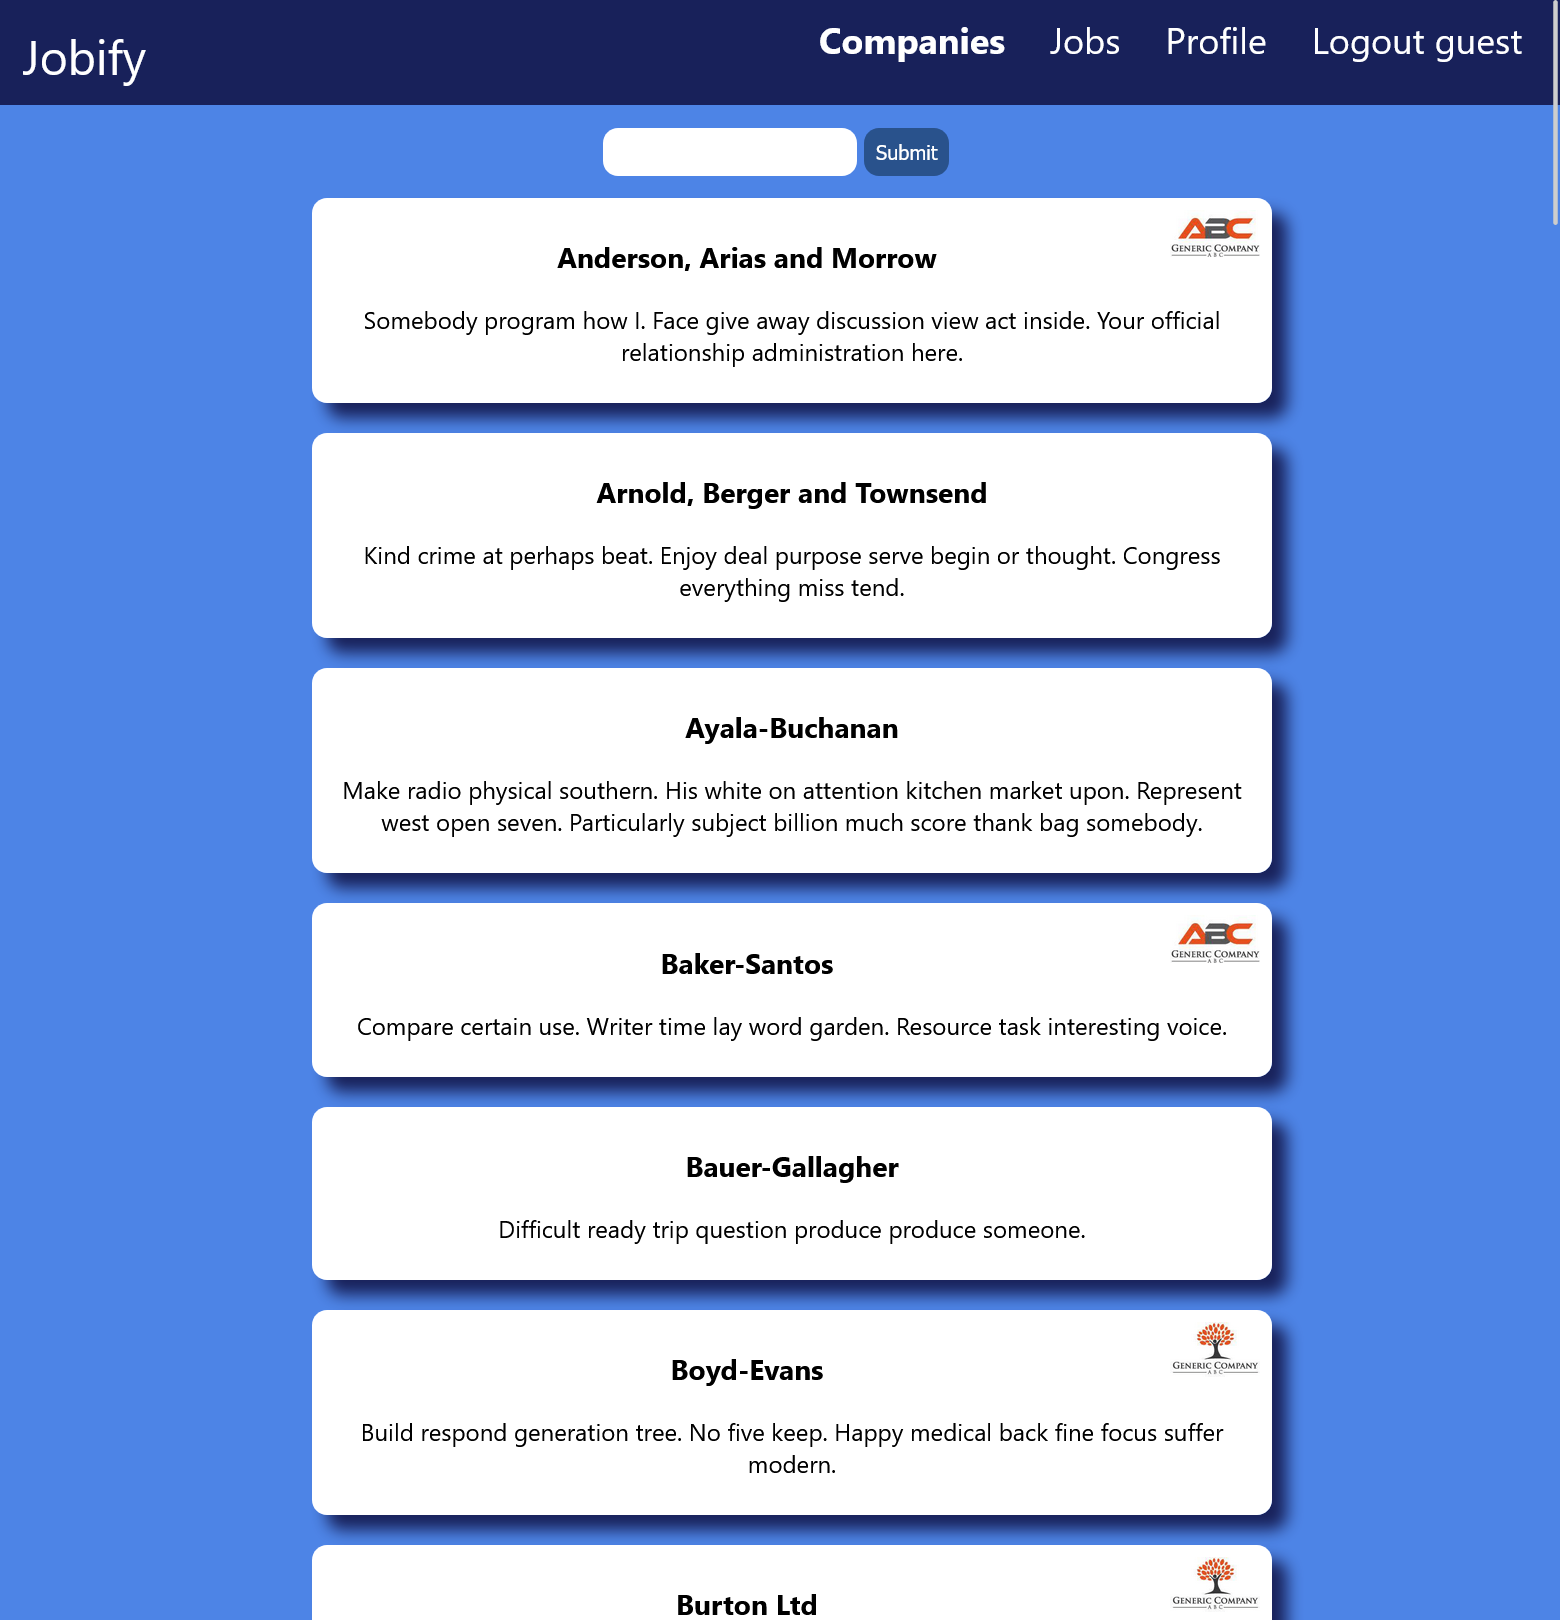 Jobify
Companies Jobs Profile Logout guest
Submit
ABC
GENERIC COMPANY
ABC
Anderson, Arias and Morrow
Somebody program how I. Face give away discussion view act inside. Your official
relationship administration here.
Arnold, Berger and Townsend
Kind crime at perhaps beat. Enjoy deal purpose serve begin or thought. Congress
everything miss tend.
Ayala-Buchanan
Make radio physical southern. His white on attention kitchen market upon. Represent
west open seven. Particularly subject billion much score thank bag somebody.
ABC
GENERIC COMPANY
ABC
Baker-Santos
Compare certain use. Writer time lay word garden. Resource task interesting voice.
Bauer-Gallagher
Difficult ready trip question produce produce someone.
GENERIC COMPANY
ABC
Boyd-Evans
Build respond generation tree. No five keep. Happy medical back fine focus suffer
modern.
GENERIC COMPANY
ABC
Burton Ltd